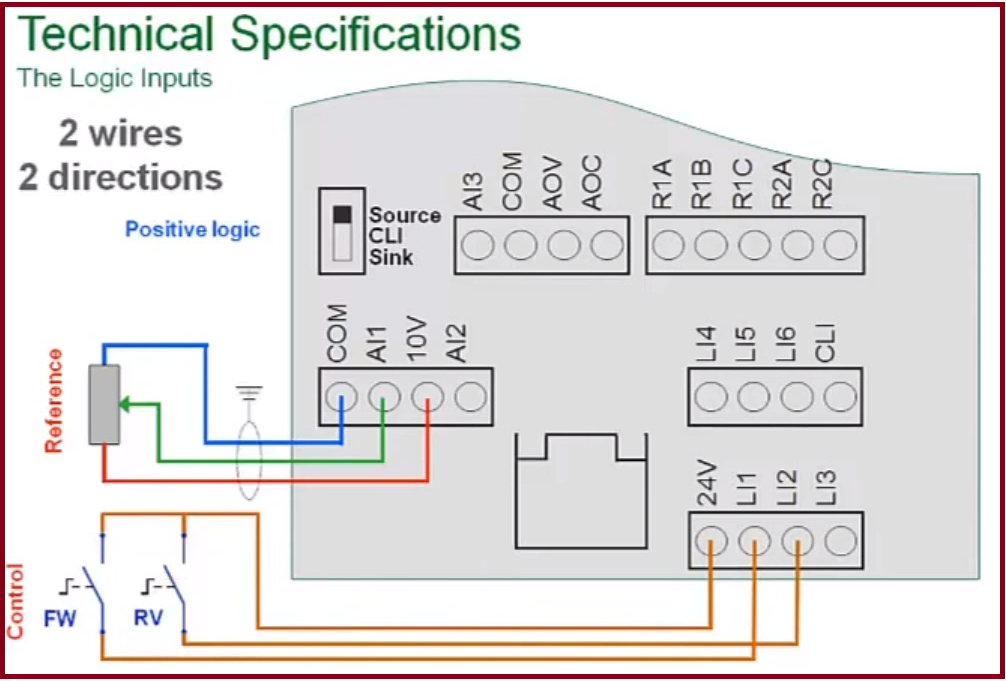 Technical Specifications
The Logic Inputs
2 wires
2 directions
Positive logic
Source
CLI
Sink
AI3 COM AOV AOC
R1A R1B R1C R2A R2C
COM AI1 10V AI2
LI4 LI5 LI6 CLI
Reference
24V LI1 LI2 LI3
Control
FW RV